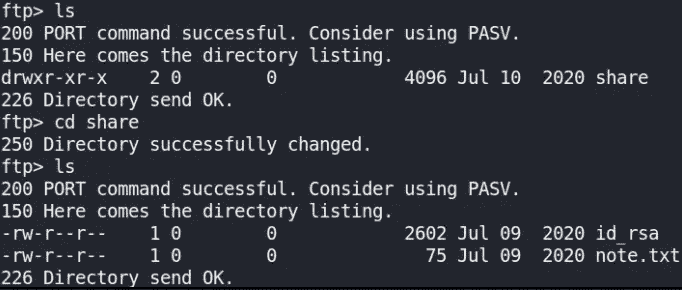 ftp> ls
200 PORT command successful. Consider using PASV.
150 Here comes the directory listing.
drwxr-xr-x    2 0        0            4096 Jul 10  2020 share
226 Directory send OK.
ftp> cd share
250 Directory successfully changed.
ftp> ls
200 PORT command successful. Consider using PASV.
150 Here comes the directory listing.
-rw-r--r--    1 0        0            2602 Jul 09  2020 id_rsa
-rw-r--r--    1 0        0              75 Jul 09  2020 note.txt
226 Directory send OK.